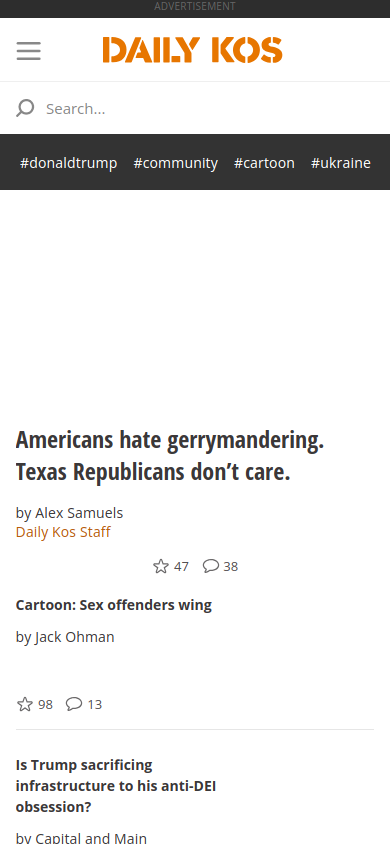 ADVERTISEMENT
DAILY KOS
Search...
#donaldtrump #community #cartoon #ukraine
Americans hate gerrymandering.
Texas Republicans don’t care.
by Alex Samuels
Daily Kos Staff
47 38
Cartoon: Sex offenders wing
by Jack Ohman
98 13
Is Trump sacrificing
infrastructure to his anti-DEI
obsession?
by Capital and Main